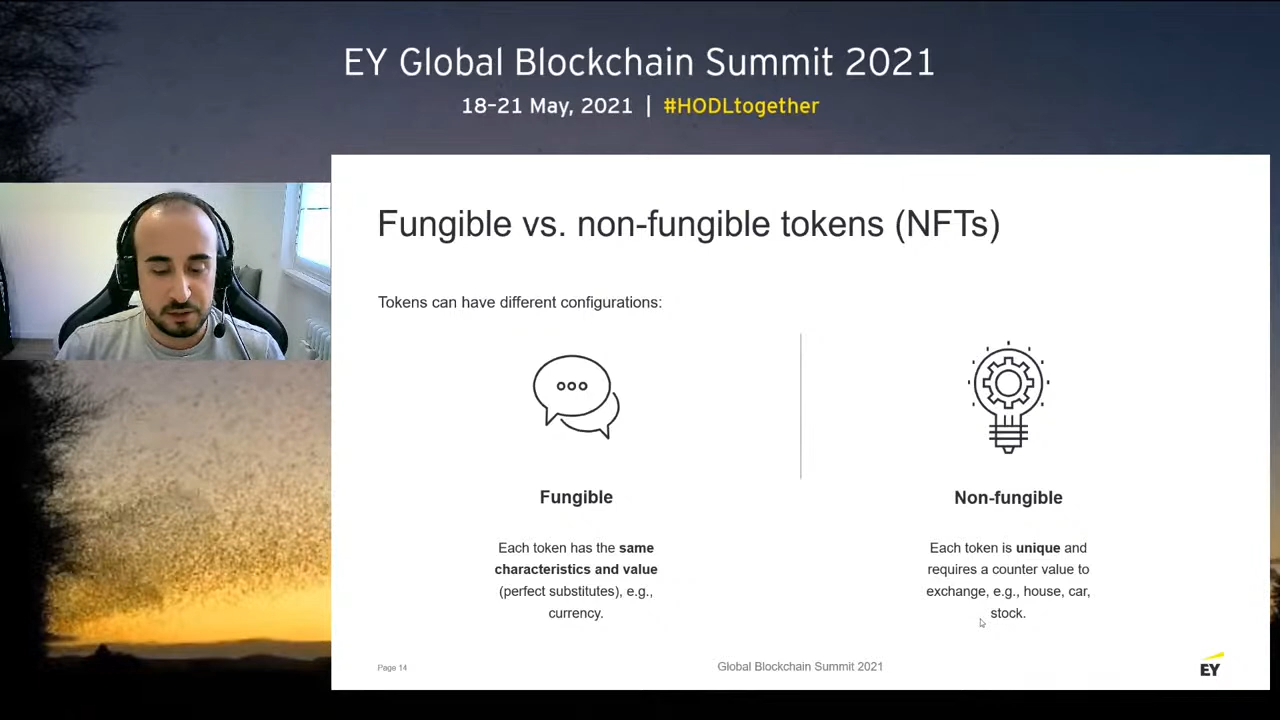 EY Global Blockchain Summit 2021
18–21 May, 2021 | #HODLtogether
Fungible vs. non-fungible tokens (NFTs)
Tokens can have different configurations:
Fungible
Each token has the same
characteristics and value
(perfect substitutes), e.g.,
currency.
Non-fungible
Each token is unique and
requires a counter value to
exchange, e.g., house, car,
stock.
Page 14
Global Blockchain Summit 2021
EY